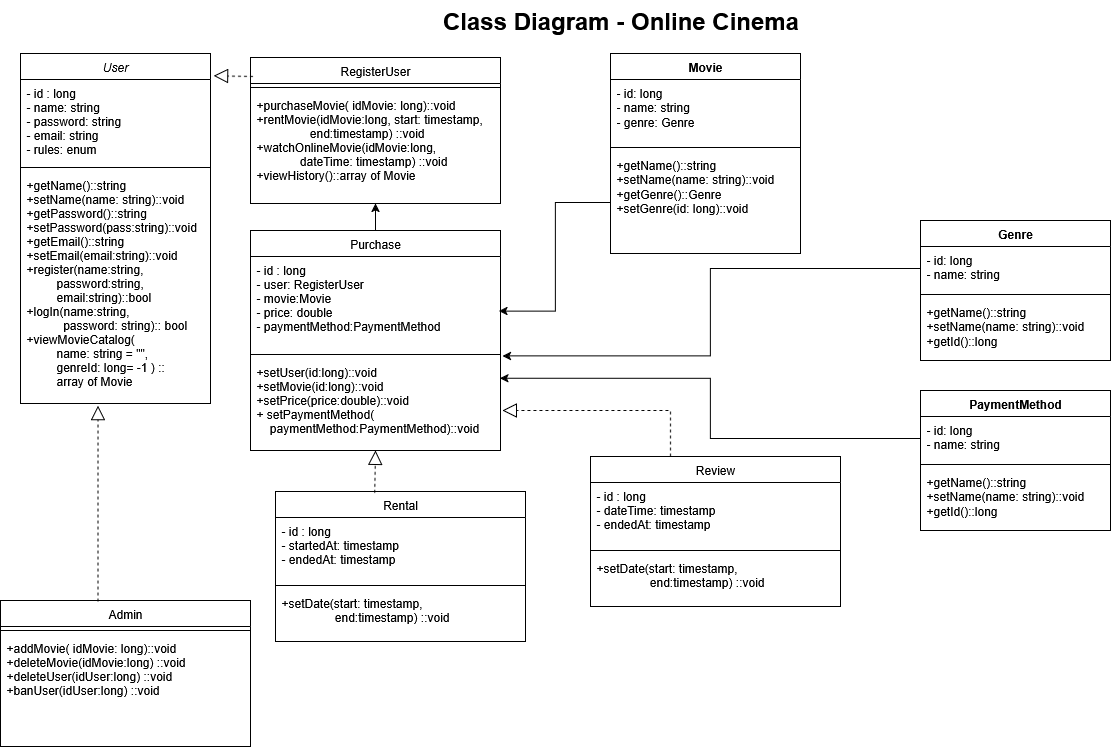 Class Diagram - Online Cinema
User
- id : long
- name: string
- password: string
- email: string
- rules: enum
+getName()::string
+setName(name: string)::void
+getPassword()::string
+setPassword(pass:string)::void
+getEmail()::string
+setEmail(email:string)::void
+register(name:string,
password:string,
email:string)::bool
+logIn(name:string,
password: string):: bool
+viewMovieCatalog(
name: string = "",
genreId: long= -1 ) ::
array of Movie
RegisterUser
+purchaseMovie( idMovie: long)::void
+rentMovie(idMovie:long, start: timestamp,
end:timestamp) ::void
+watchOnlineMovie(idMovie:long,
dateTime: timestamp) ::void
+viewHistory()::array of Movie
Movie
- id: long
- name: string
- genre: Genre
+getName()::string
+setName(name: string)::void
+getGenre()::Genre
+setGenre(id: long)::void
Purchase
- id : long
- user: RegisterUser
- movie:Movie
- price: double
- paymentMethod:PaymentMethod
+setUser(id:long)::void
+setMovie(id:long)::void
+setPrice(price:double)::void
+ setPaymentMethod(
paymentMethod:PaymentMethod)::void
Genre
- id: long
- name: string
+getName()::string
+setName(name: string)::void
+getId()::long
PaymentMethod
- id: long
- name: string
+getName()::string
+setName(name: string)::void
+getId()::long
Review
- id : long
- dateTime: timestamp
- endedAt: timestamp
+setDate(start: timestamp,
end:timestamp) ::void
Rental
- id : long
- startedAt: timestamp
- endedAt: timestamp
+setDate(start: timestamp,
end:timestamp) ::void
Admin
+addMovie( idMovie: long)::void
+deleteMovie(idMovie:long) ::void
+deleteUser(idUser:long) ::void
+banUser(idUser:long) ::void